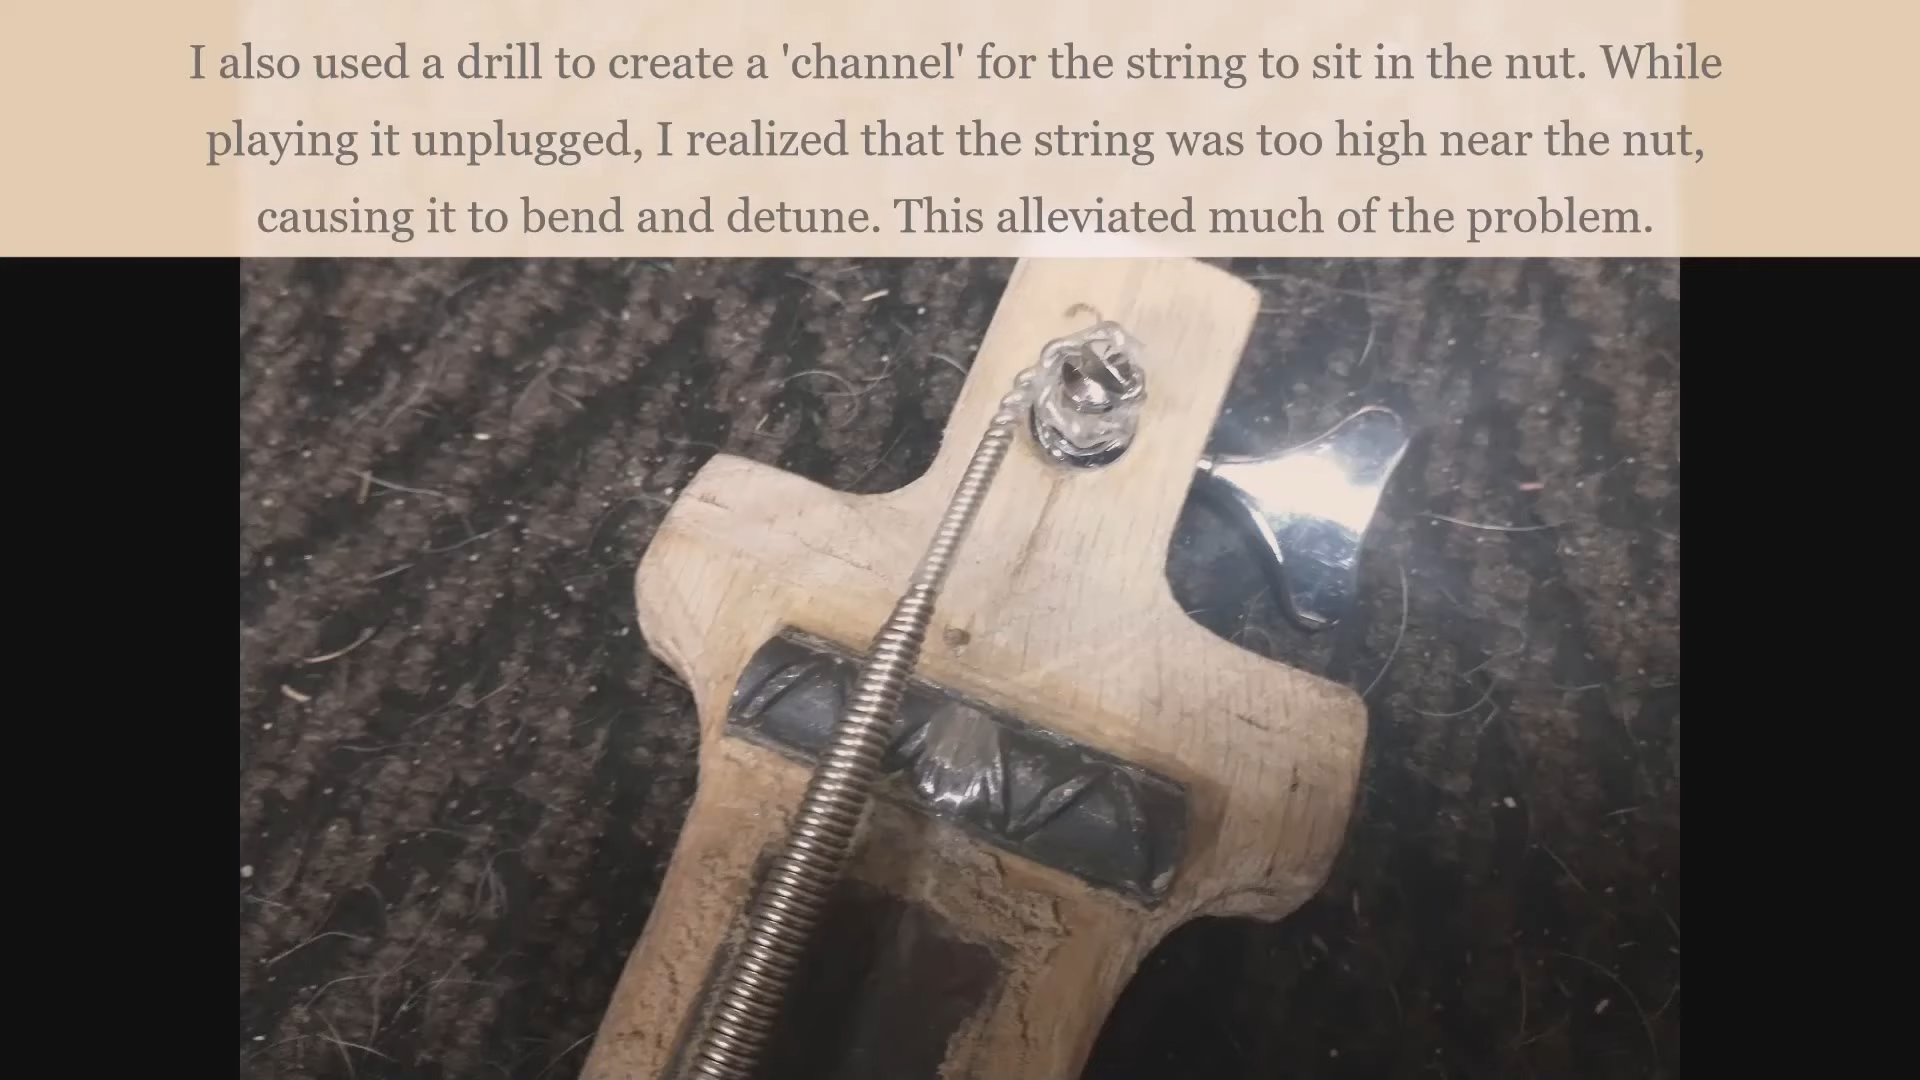 I also used a drill to create a 'channel' for the string to sit in the nut. While
playing it unplugged, I realized that the string was too high near the nut,
causing it to bend and detune. This alleviated much of the problem.